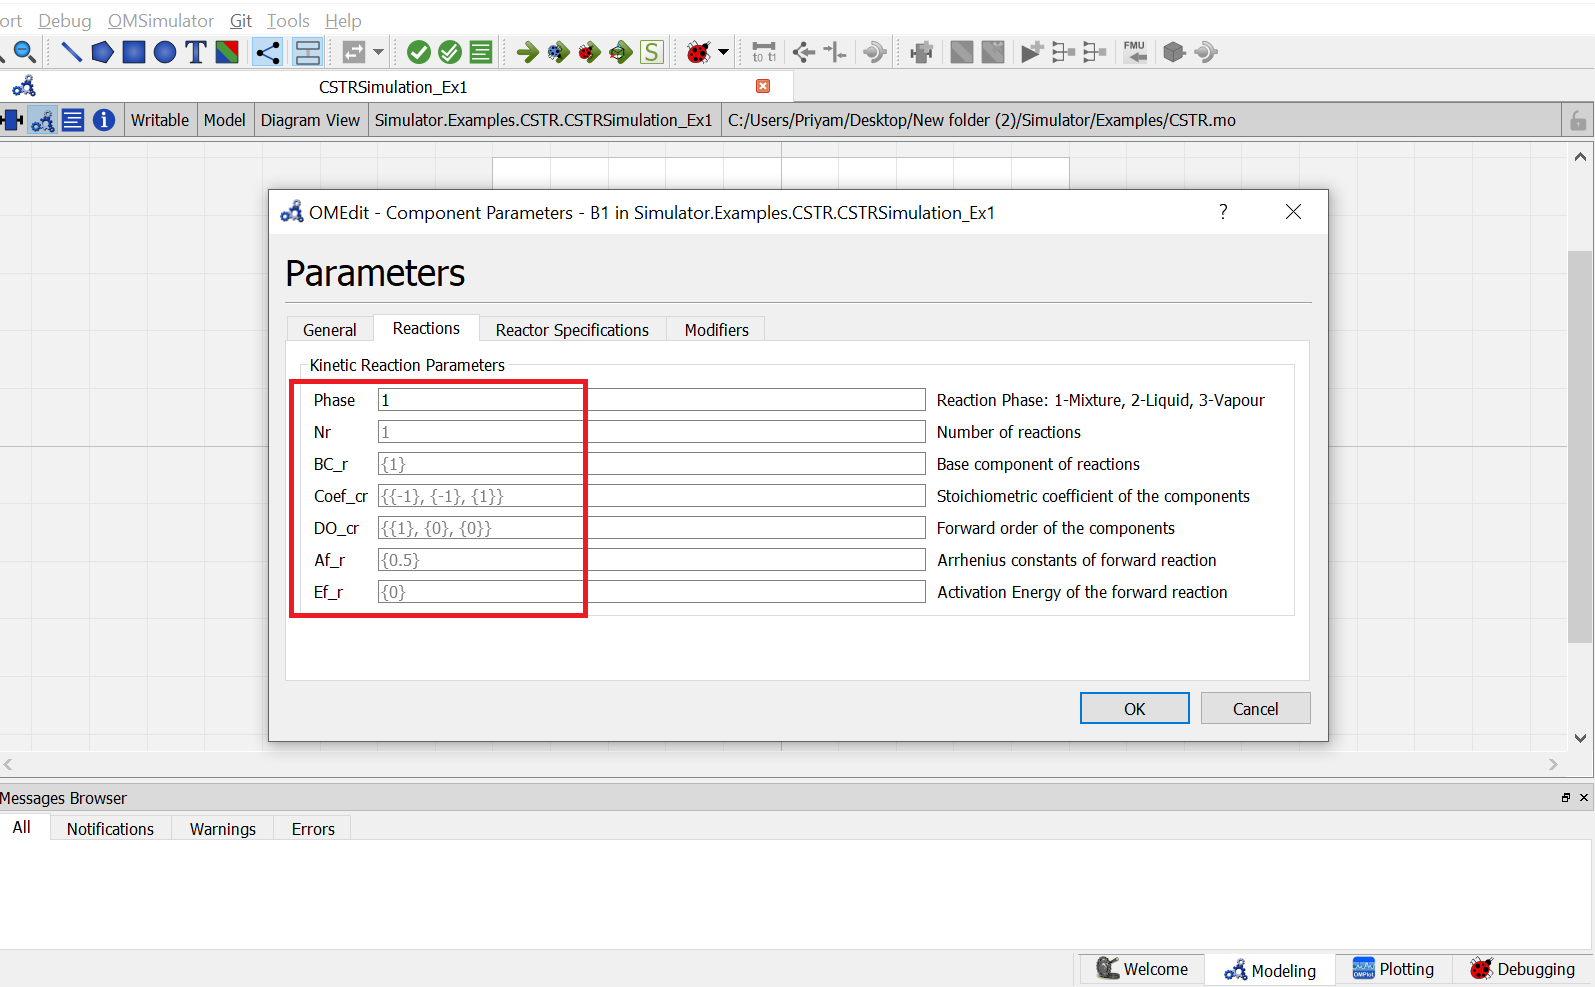 ort Debug OMSimulator Git Tools Help
T to t1 S FMU
CSTRSimulation_Ex1
Writable Model Diagram View Simulator.Examples.CSTR.CSTRSimulation_Ex1 C:/Users/Priyam/Desktop/New folder (2)/Simulator/Examples/CSTR.mo
OMEdit - Component Parameters - B1 in Simulator.Examples.CSTR.CSTRSimulation_Ex1 ?
Parameters
General Reactions Reactor Specifications Modifiers
Kinetic Reaction Parameters
Phase 1 Reaction Phase: 1-Mixture, 2-Liquid, 3-Vapour
Nr 1 Number of reactions
BC_r {1} Base component of reactions
Coef_cr {{-1}, {-1}, {1}} Stoichiometric coefficient of the components
DO_cr {{1}, {0}, {0}} Forward order of the components
Af_r {0.5} Arrhenius constants of forward reaction
Ef_r {0} Activation Energy of the forward reaction
OK Cancel
Messages Browser
All Notifications Warnings Errors
Welcome Modeling OMPlot Plotting Debugging